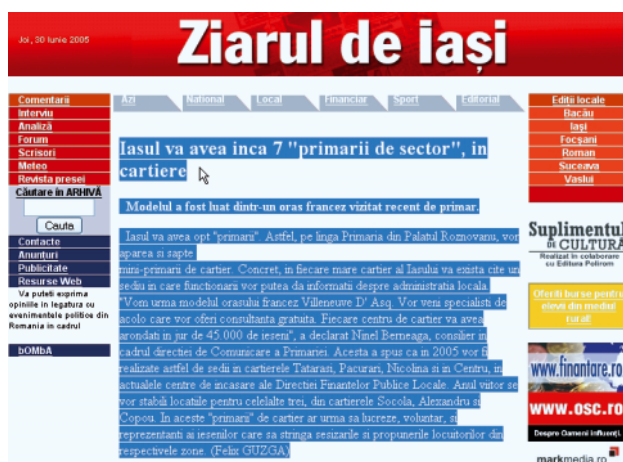 Joi, 30 Iunie 2005
Ziarul de iași
Comentarii
Interviu
Analiză
Forum
Scrisori
Meteo
Revista presei
Căutare în ARHIVĂ
Cauta
Contacte
Anunțuri
Publicitate
Resurse Web
Va puteti exprima
opiniile in legatura cu
evenimentele politice din
Romania in cadrul
bOMbA
Azi National Local Financiar Sport Editorial
Iasul va avea inca 7 "primarii de sector", in
cartiere
Modelul a fost luat dintr-un oras francez vizitat recent de primar.
Iasul va avea opt "primarii". Astfel, pe linga Primaria din Palatul Roznovanu, vor
aparea si sapte
mini-primarii de cartier. Concret, in fiecare mare cartier al Iasului va exista cite un
sediu in care functionarii vor putea da informatii despre administratia locala.
"Vom urma modelul orasului francez Villeneuve D' Asq. Vor veni specialisti de
acolo care vor oferi consultanta gratuita. Fiecare centru de cartier va avea
arondati in jur de 45.000 de ieseni", a declarat Ninel Berneaga, consilier in
cadrul directiei de Comunicare a Primariei. Acesta a spus ca in 2005 vor fi
realizate astfel de sedii in cartierele Tatarasi, Pacurari, Nicolina si in Centru, in
actualele centre de incasare ale Directiei Finantelor Publice Locale. Anul viitor se
vor stabili locatiile pentru celelalte trei, din cartierele Socola, Alexandru si
Copou. In aceste "primarii" de cartier ar urma sa lucreze, voluntar, si
reprezentanti ai iesenilor care sa stringa sesizarile si propunerile locuitorilor din
respectivele zone. (Felix GUZGA)
Editii locale
Bacău
Iași
Focșani
Roman
Suceava
Vaslui
Suplimentul
DE CULTURĂ
Realizat în colaborare
cu Editura Polirom
Oferiti burse pentru
elevii din mediul
rural!
www.finantare.ro
www.osc.ro
Despre Oameni Influenți.
markmedia.ro